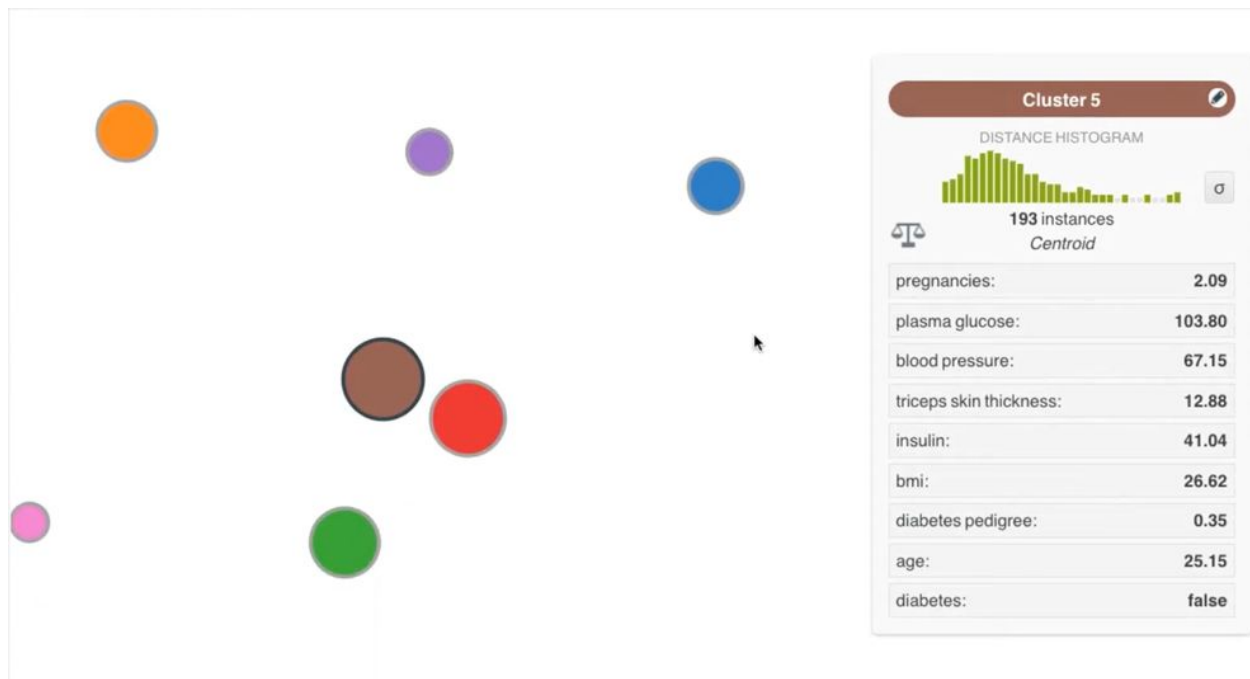 Cluster 5
DISTANCE HISTOGRAM
σ
193 instances
Centroid
pregnancies: 2.09
plasma glucose: 103.80
blood pressure: 67.15
triceps skin thickness: 12.88
insulin: 41.04
bmi: 26.62
diabetes pedigree: 0.35
age: 25.15
diabetes: false